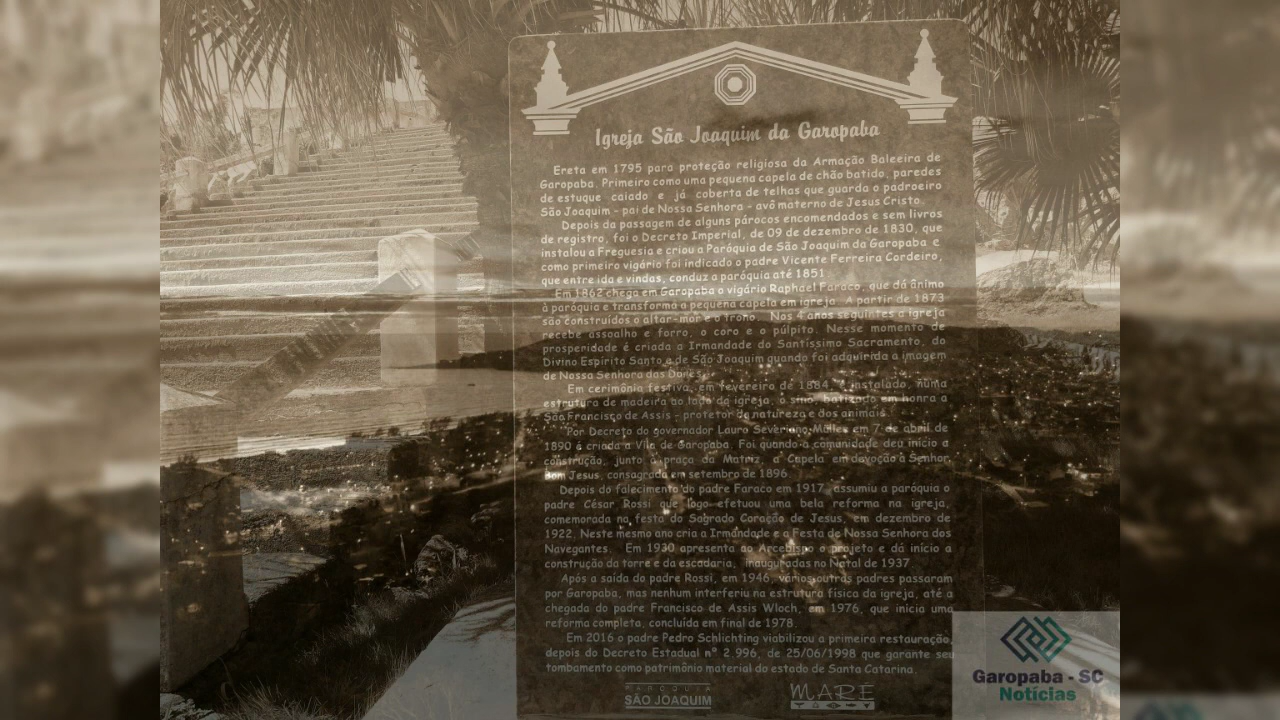 Igreja São Joaquim da Garopaba
Ereta em 1795 para proteção religiosa da Armação Baleeira de
Garopaba. Primeiro como uma pequena capela de chão batido, paredes
de estuque caiado e já coberta de telhas que guarda o padroeiro
São Joaquim - pai de Nossa Senhora - avô materno de Jesus Cristo.
Depois da passagem de alguns párocos encomendados e sem livros
de registro, foi o Decreto Imperial, de 09 de dezembro de 1830, que
instalou a Freguesia e criou a Paróquia de São Joaquim da Garopaba e
como primeiro vigário foi indicado o padre Vicente Ferreira Cordeiro,
que entre ida e vindas, conduz a paróquia até 1851.
Em 1862 chega em Garopaba o vigário Raphael Faraco, que dá ânimo
à paróquia e transforma a pequena capela em igreja. A partir de 1873
são construídos o altar-mor e o trono. Nos 4 anos seguintes a igreja
recebe assoalho e forro, o coro e o púlpito. Nesse momento de
prosperidade é criada a Irmandade do Santíssimo Sacramento, do
Divino Espírito Santo e de São Joaquim quando foi adquirida a imagem
de Nossa Senhora das Dores.
Em cerimônia festiva, em fevereiro de 1884, é instalado, numa
estrutura de madeira ao lado da igreja, o sino, batizado em honra a
São Francisco de Assis - protetor da natureza e dos animais.
Por Decreto do governador Lauro Severiano Müller, em 7 de abril de
1890 é criada a Vila de Garopaba. Foi quando a comunidade deu início a
construção, junto à praça da Matriz, a Capela em devoção à Senhor
Bom Jesus, consagrada em setembro de 1896.
Depois do falecimento do padre Faraco em 1917, assumiu a paróquia o
padre César Rossi que logo efetuou uma bela reforma na igreja,
comemorada na festa do Sagrado Coração de Jesus, em dezembro de
1922. Neste mesmo ano cria a Irmandade e a Festa de Nossa Senhora dos
Navegantes. Em 1930 apresenta ao Arcebispo o projeto e dá início a
construção da torre e da escadaria, inauguradas no Natal de 1937.
Após a saída do padre Rossi, em 1946, vários outros padres passaram
por Garopaba, mas nenhum interferiu na estrutura física da igreja, até a
chegada do padre Francisco de Assis Wloch, em 1976, que inicia uma
reforma completa, concluída em final de 1978.
Em 2016 o padre Pedro Schlichting viabilizou a primeira restauração,
depois do Decreto Estadual nº 2.996, de 25/06/1998 que garante seu
tombamento como patrimônio material do estado de Santa Catarina.
PARÓQUIA
SÃO JOAQUIM
MARÉ
Garopaba - SC
Notícias